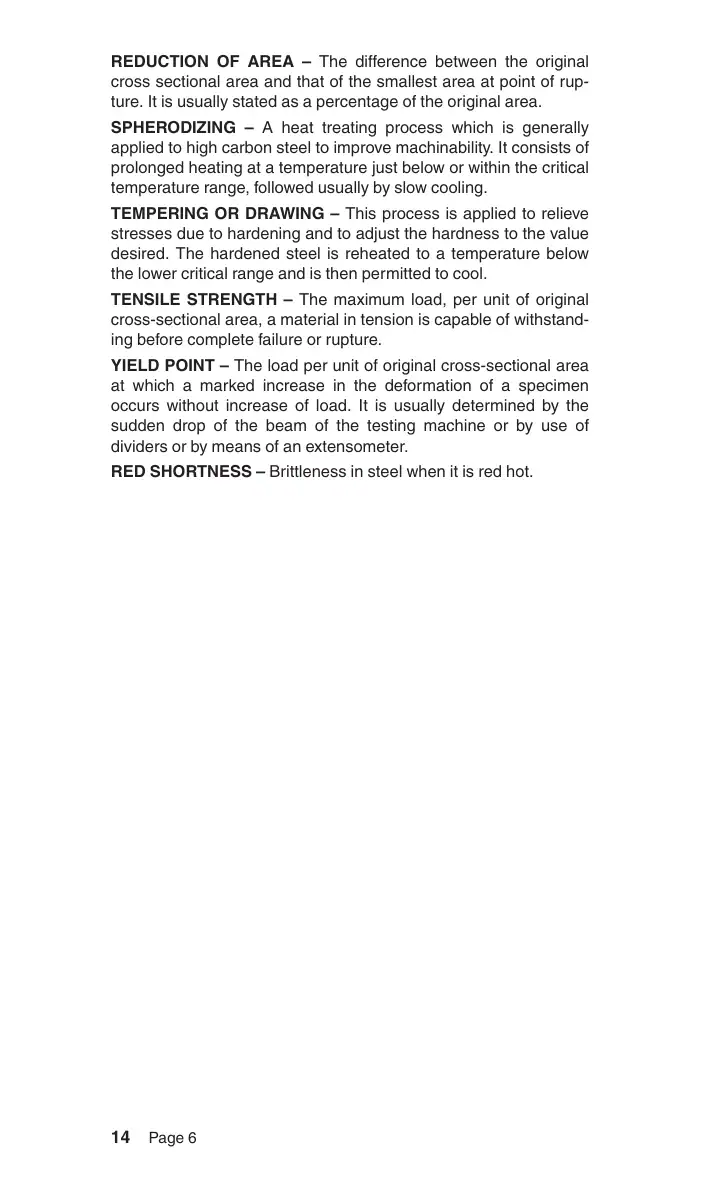 REDUCTION OF AREA – The difference between the original
cross sectional area and that of the smallest area at point of rup-
ture. It is usually stated as a percentage of the original area.
SPHERODIZING – A heat treating process which is generally
applied to high carbon steel to improve machinability. It consists of
prolonged heating at a temperature just below or within the critical
temperature range, followed usually by slow cooling.
TEMPERING OR DRAWING – This process is applied to relieve
stresses due to hardening and to adjust the hardness to the value
desired. The hardened steel is reheated to a temperature below
the lower critical range and is then permitted to cool.
TENSILE STRENGTH – The maximum load, per unit of original
cross-sectional area, a material in tension is capable of withstand-
ing before complete failure or rupture.
YIELD POINT – The load per unit of original cross-sectional area
at which a marked increase in the deformation of a specimen
occurs without increase of load. It is usually determined by the
sudden drop of the beam of the testing machine or by use of
dividers or by means of an extensometer.
RED SHORTNESS – Brittleness in steel when it is red hot.
14 Page 6